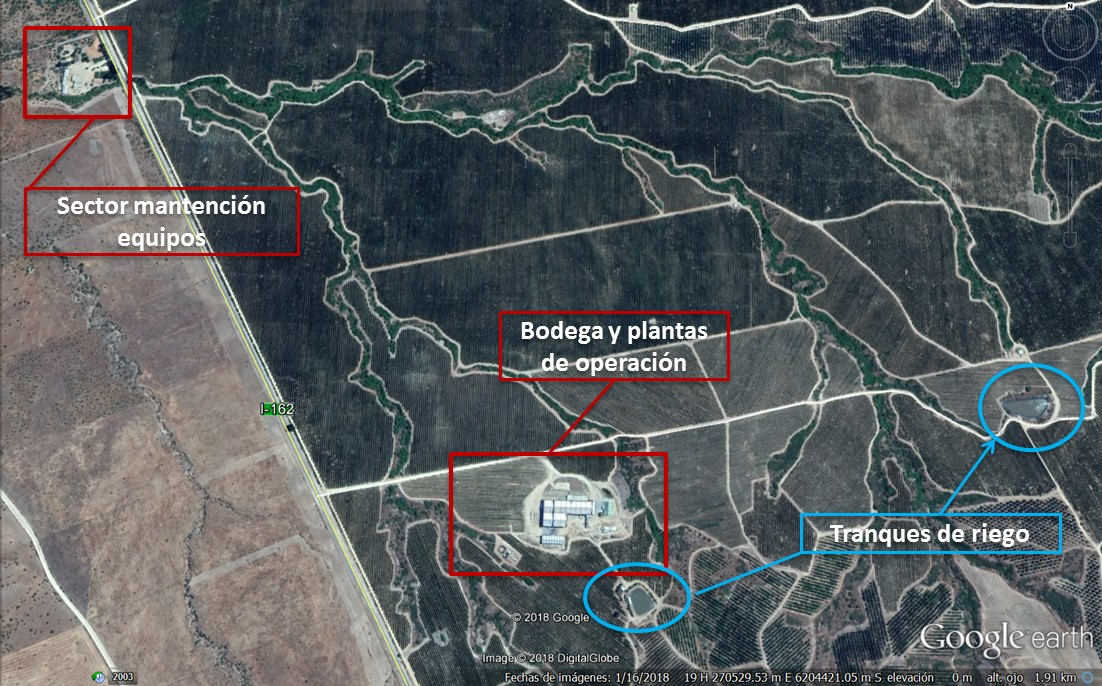 N
Sector mantención
equipos
Bodega y plantas
de operación
I-162
Tranques de riego
© 2018 Google
Google earth
Image © 2018 DigitalGlobe
2003
Fechas de imágenes: 1/16/2018 19 H 270529.53 m E 6204421.05 m S elevación 0 m alt. ojo 1.91 km